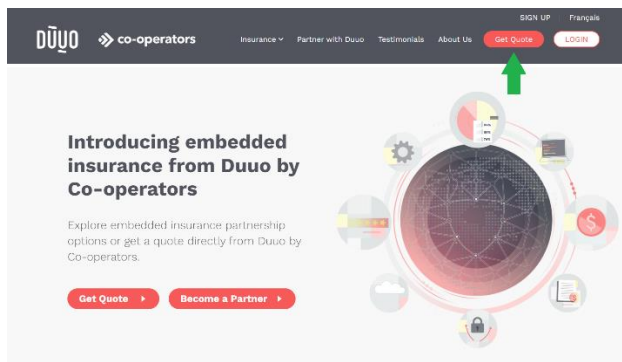 SIGN UP Français
DUUO co-operators Insurance Partner with Duuo Testimonials About Us Get Quote LOGIN
Introducing embedded
insurance from Duuo by
Co-operators
Explore embedded insurance partnership
options or get a quote directly from Duuo by
Co-operators.
Get Quote Become a Partner